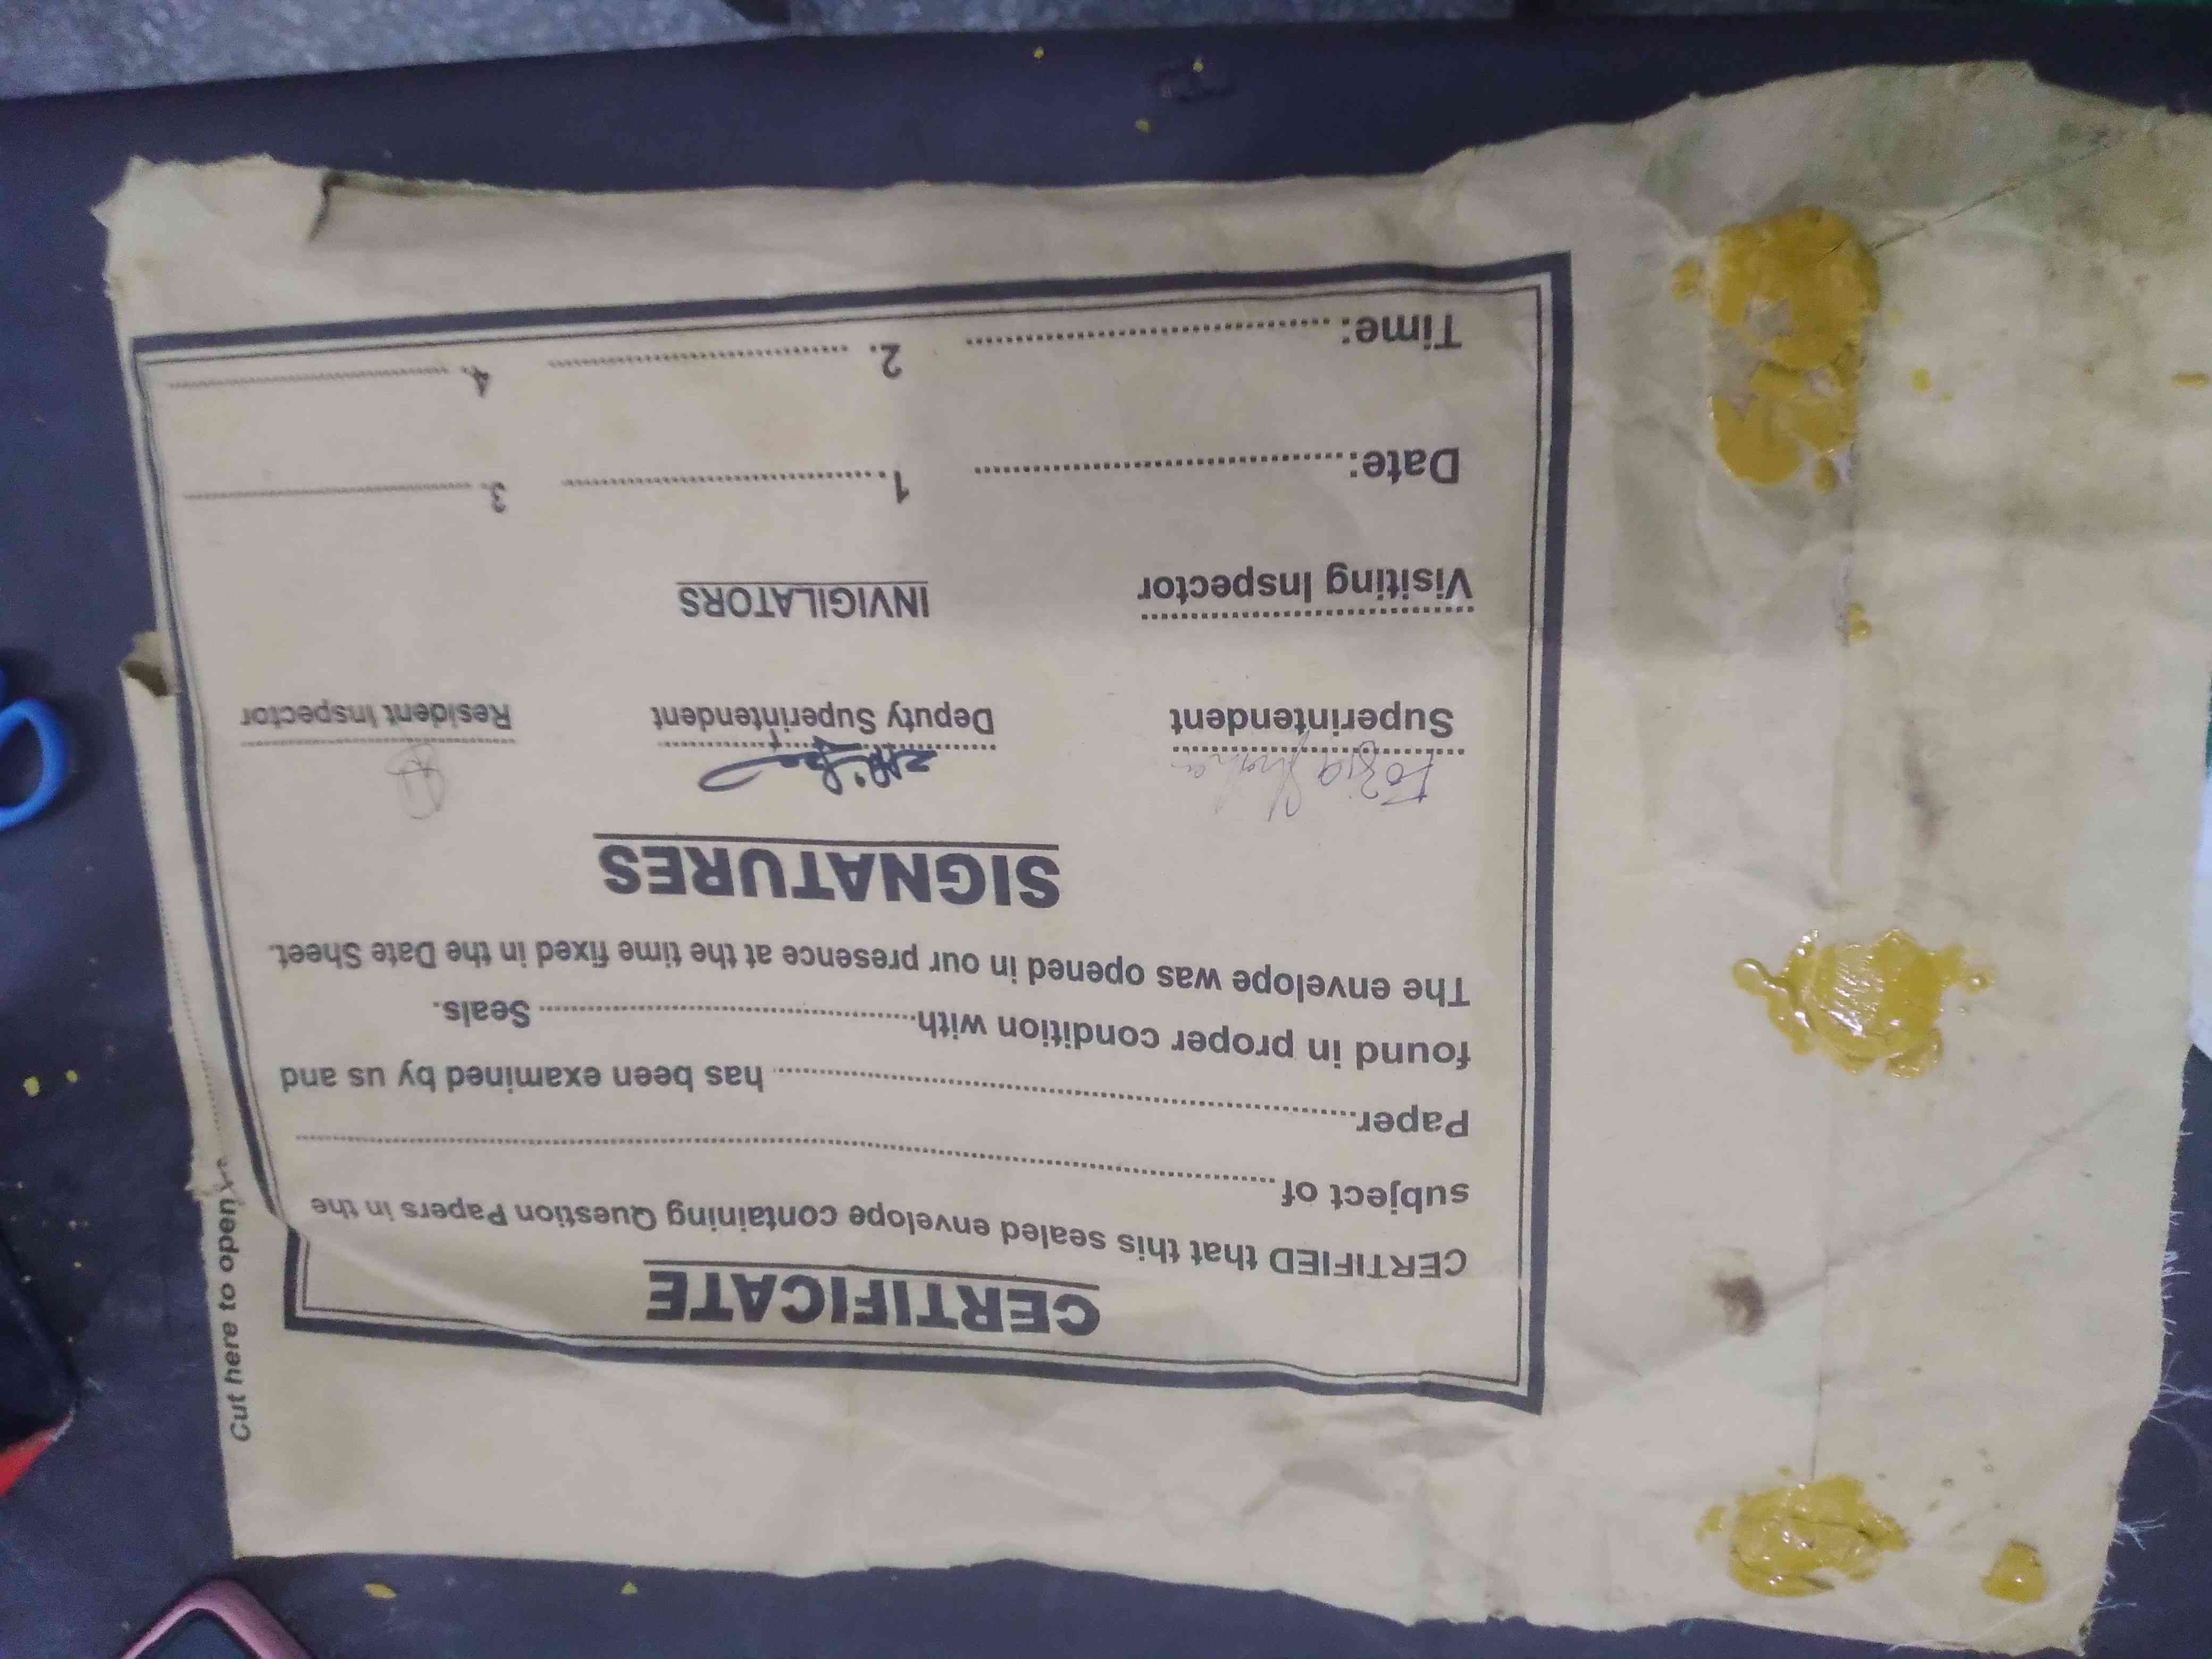 CERTIFICATE
CERTIFIED that this sealed envelope containing Question Papers in the
subject of ........................................
Paper........................................ has been examined by us and
found in proper condition with........................................ Seals.
The envelope was opened in our presence at the time fixed in the Date Sheet.
SIGNATURES
Fozia
Superintendent Deputy Superintendent Resident Inspector
Visiting Inspector INVIGILATORS
Date:........................................ 1......................................... 3. ........................................
Time:........................................ 2. ........................................ 4. ........................................
Cut here to open